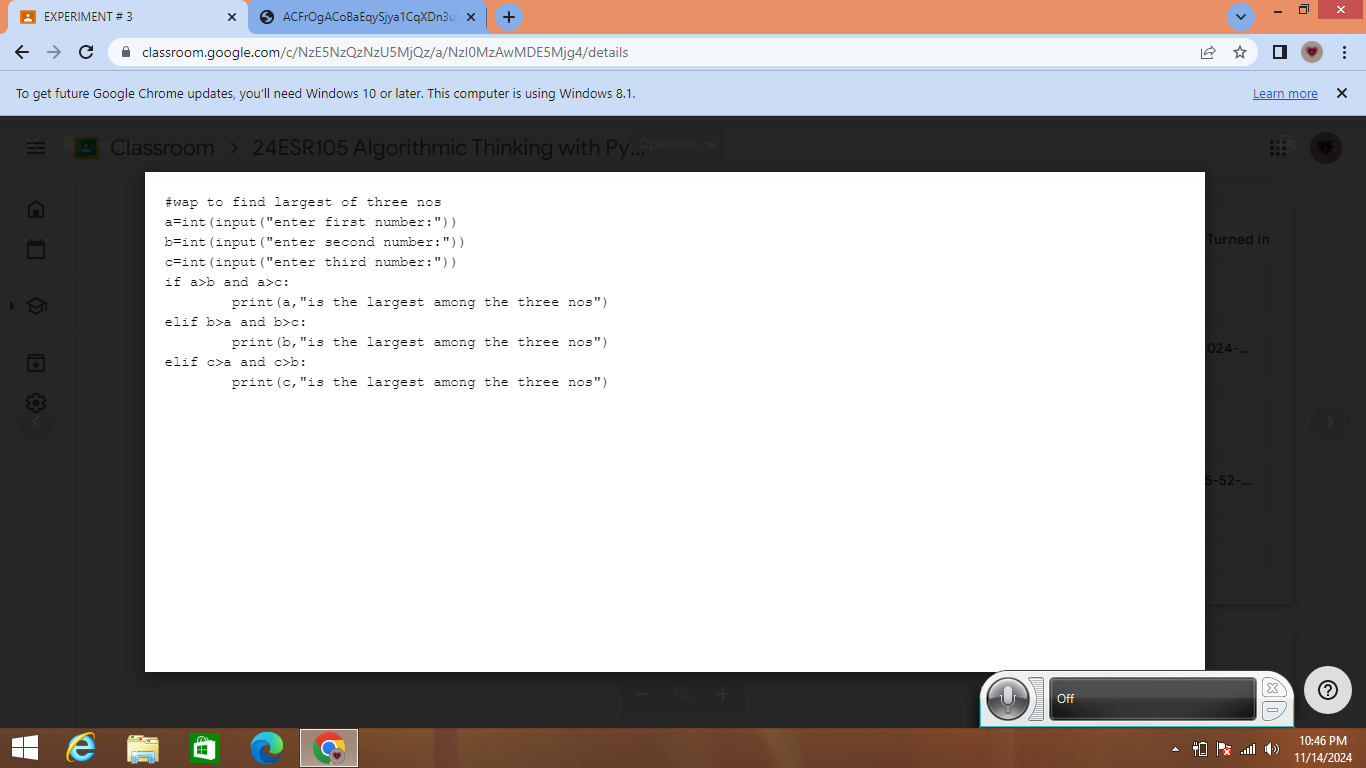 EXPERIMENT # 3
ACFrOgACoBaEqySjya1CqXDn3u
classroom.google.com/c/NzE5NzQzNzU5MjQz/a/NzI0MzAwMDE5Mjg4/details
To get future Google Chrome updates, you'll need Windows 10 or later. This computer is using Windows 8.1.
Learn more
Classroom > 24ESR105 Algorithmic Thinking with Py...
Open with
#wap to find largest of three nos
a=int(input("enter first number:"))
b=int(input("enter second number:"))
c=int(input("enter third number:"))
if a>b and a>c:
        print(a,"is the largest among the three nos")
elif b>a and b>c:
        print(b,"is the largest among the three nos")
elif c>a and c>b:
        print(c,"is the largest among the three nos")
Turned in
024-...
5-52-...
Off
10:46 PM
11/14/2024